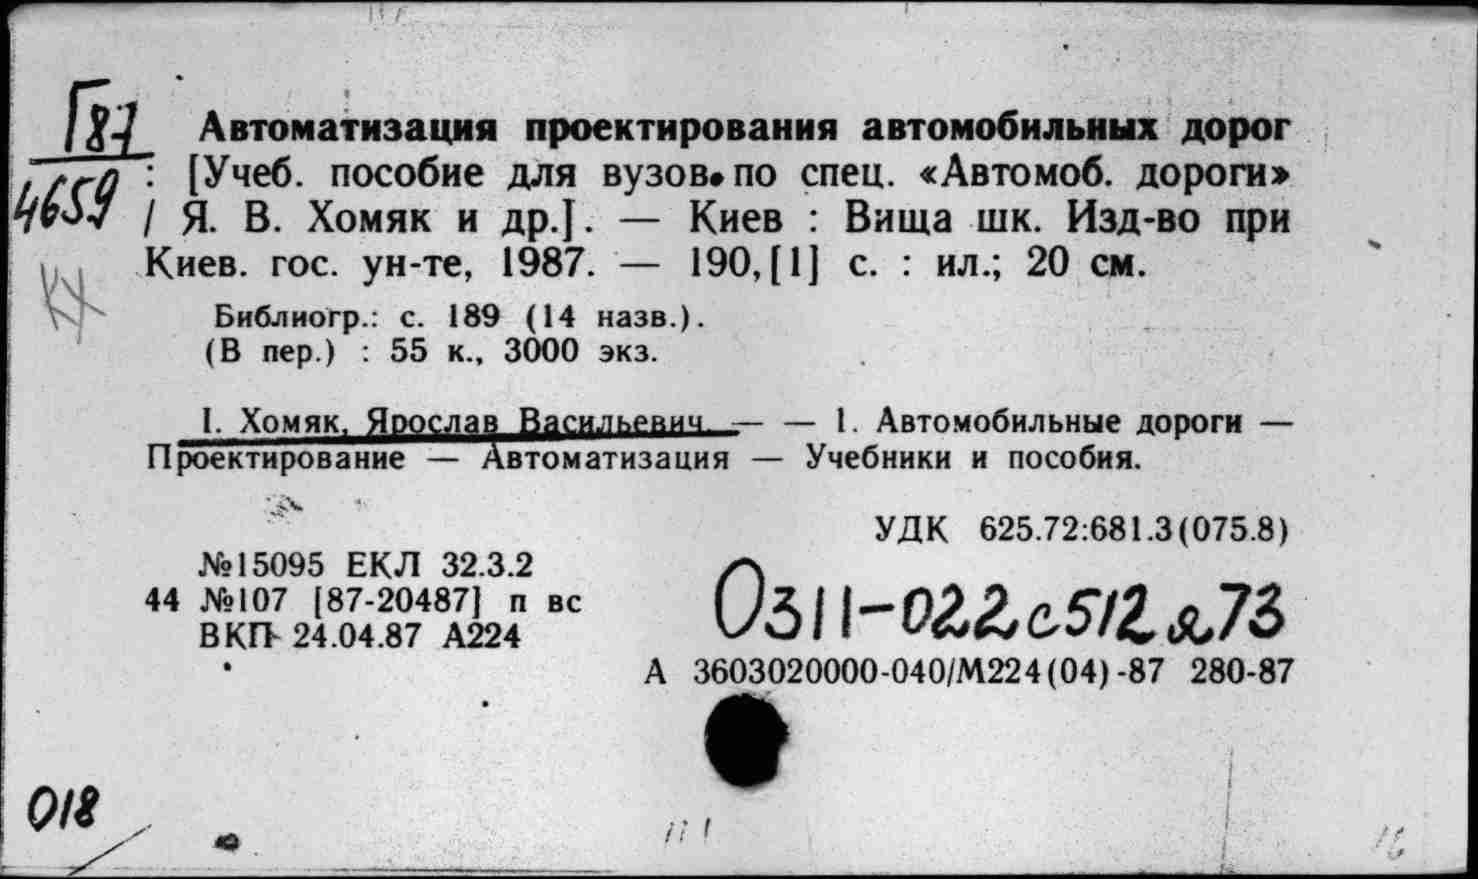 Г87
4659
Автоматизация проектирования автомобильных дорог
: [Учеб. пособие для вузов по спец. «Автомоб. дороги»
/ Я. В. Хомяк и др.]. — Киев : Вища шк. Изд-во при
Киев. гос. ун-те, 1987. — 190,[1] с. : ил.; 20 см.
Библиогр.: с. 189 (14 назв.).
(В пер.) : 55 к., 3000 экз.
I. Хомяк, Ярослав Васильевич. — — 1. Автомобильные дороги —
Проектирование — Автоматизация — Учебники и пособия.
УДК 625.72:681.3(075.8)
№15095 ЕКЛ 32.3.2
44 №107 [87-20487] п вс
ВКП 24.04.87 А224
О311-022с512я73
А 3603020000-040/М224(04)-87 280-87
018
16